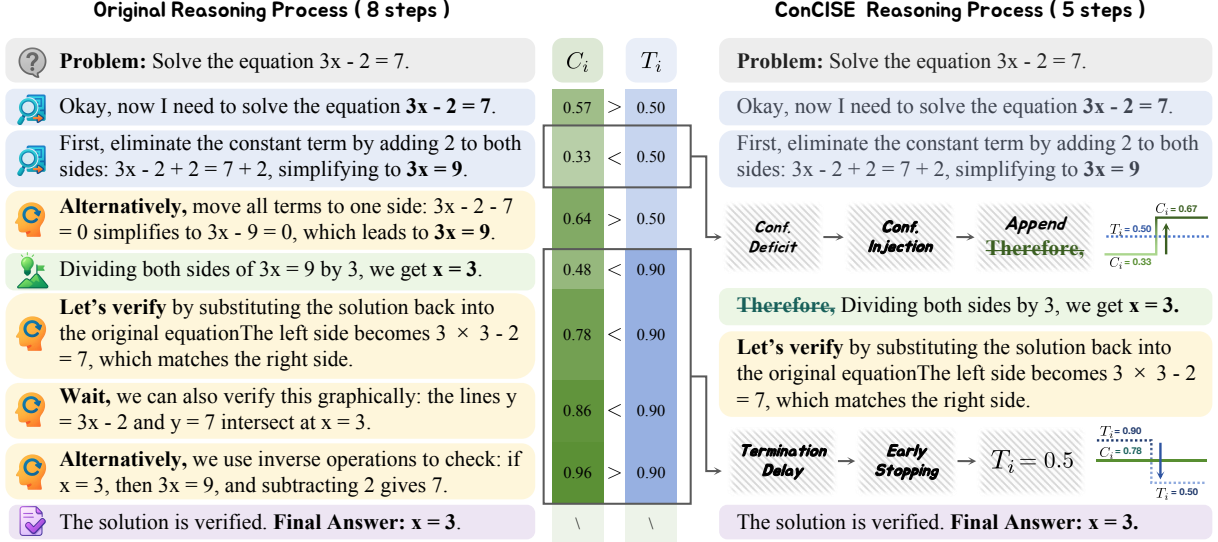 Original Reasoning Process ( 8 steps )
Problem: Solve the equation 3x - 2 = 7.
Okay, now I need to solve the equation 3x - 2 = 7.
First, eliminate the constant term by adding 2 to both
sides: 3x - 2 + 2 = 7 + 2, simplifying to 3x = 9.
Alternatively, move all terms to one side: 3x - 2 - 7
= 0 simplifies to 3x - 9 = 0, which leads to 3x = 9.
Dividing both sides of 3x = 9 by 3, we get x = 3.
Let's verify by substituting the solution back into
the original equationThe left side becomes 3 × 3 - 2
= 7, which matches the right side.
Wait, we can also verify this graphically: the lines y
= 3x - 2 and y = 7 intersect at x = 3.
Alternatively, we use inverse operations to check: if
x = 3, then 3x = 9, and subtracting 2 gives 7.
The solution is verified. Final Answer: x = 3.
C_i T_i
0.57 > 0.50
0.33 < 0.50
0.64 > 0.50
0.48 < 0.90
0.78 < 0.90
0.86 < 0.90
0.96 > 0.90
\ \
ConCISE Reasoning Process ( 5 steps )
Problem: Solve the equation 3x - 2 = 7.
Okay, now I need to solve the equation 3x - 2 = 7.
First, eliminate the constant term by adding 2 to both
sides: 3x - 2 + 2 = 7 + 2, simplifying to 3x = 9
Conf.
Deficit
Conf.
Injection
Append
Therefore,
C_i = 0.67
T_i = 0.50
C_i = 0.33
Therefore, Dividing both sides by 3, we get x = 3.
Let's verify by substituting the solution back into
the original equationThe left side becomes 3 × 3 - 2
= 7, which matches the right side.
Termination
Delay
Early
Stopping
T_i = 0.5
T_i = 0.90
C_i = 0.78
T_i = 0.50
The solution is verified. Final Answer: x = 3.